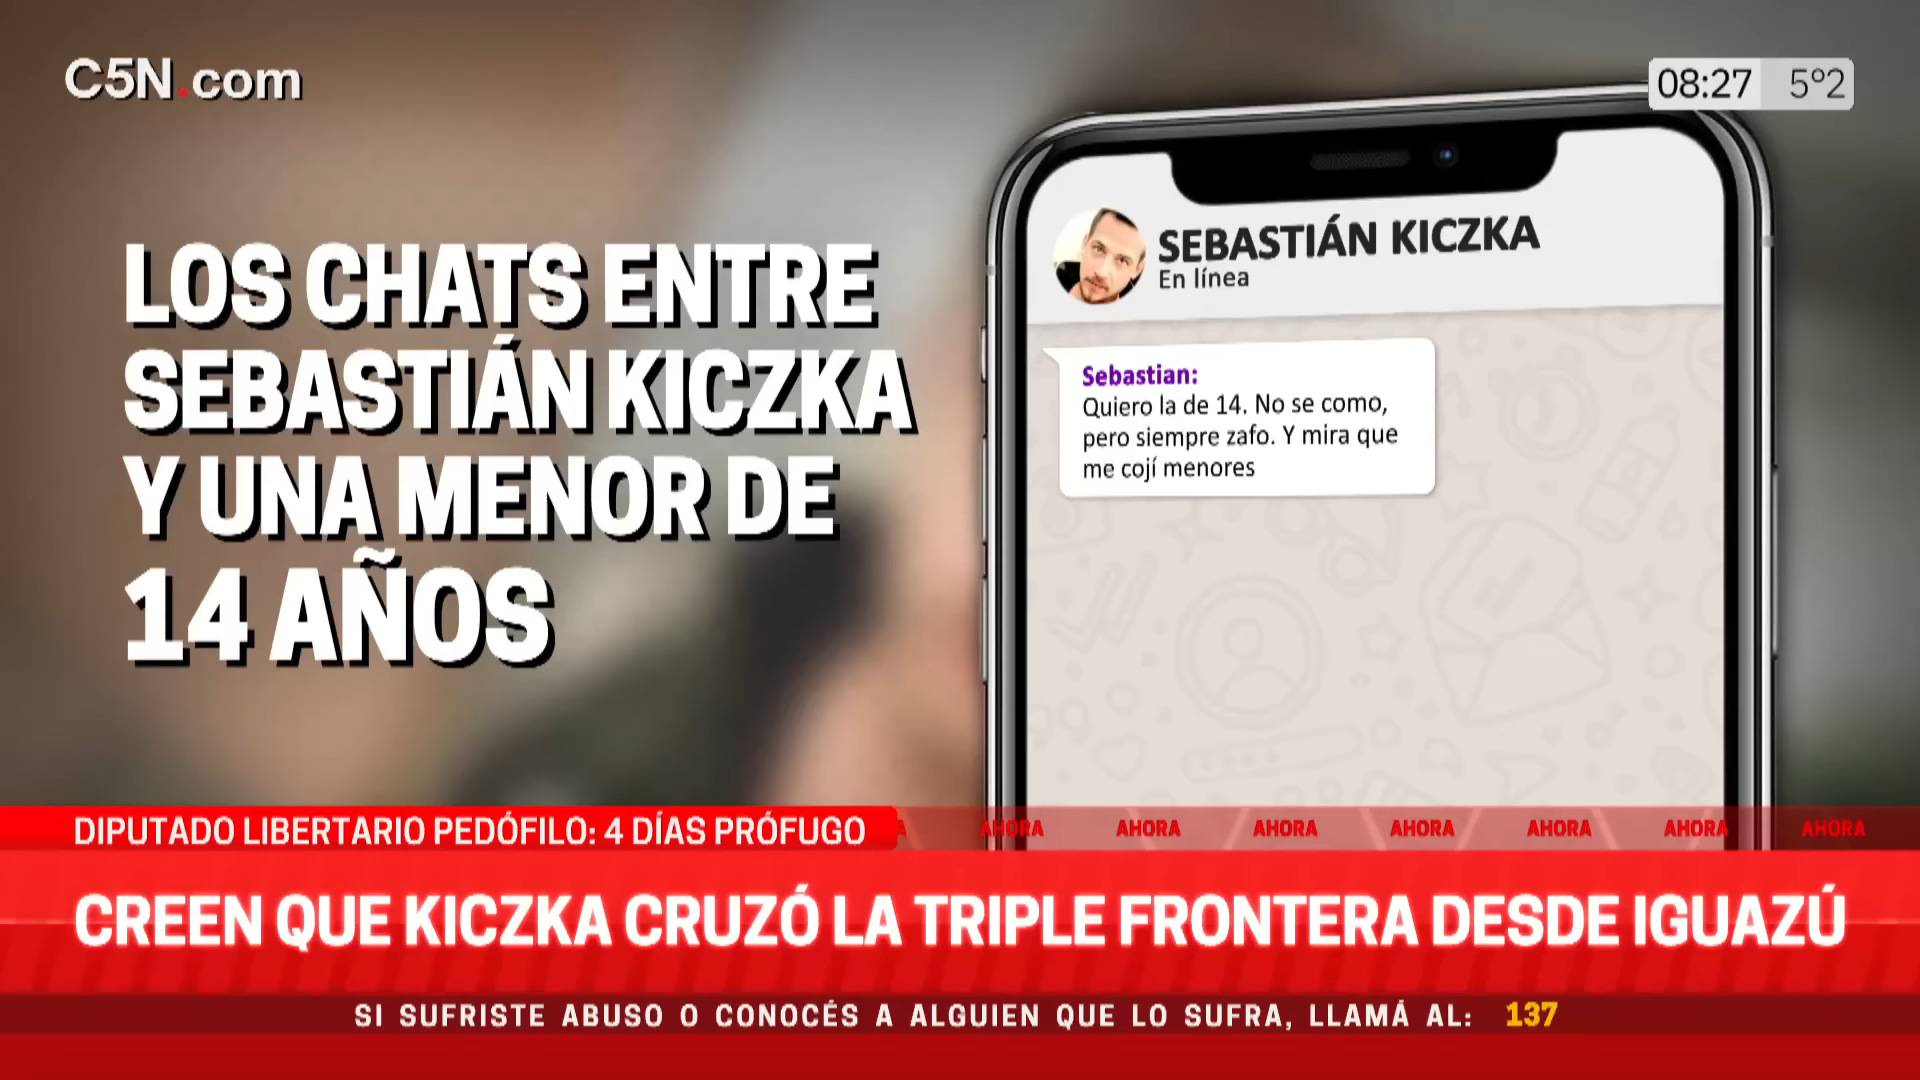 C5N.com
08:27 5°2
LOS CHATS ENTRE
SEBASTIÁN KICZKA
Y UNA MENOR DE
14 AÑOS
SEBASTIÁN KICZKA
En línea
Sebastian:
Quiero la de 14. No se como,
pero siempre zafo. Y mira que
me cojí menores
DIPUTADO LIBERTARIO PEDÓFILO: 4 DÍAS PRÓFUGO
AHORA AHORA AHORA AHORA AHORA AHORA AHORA
CREEN QUE KICZKA CRUZÓ LA TRIPLE FRONTERA DESDE IGUAZÚ
SI SUFRISTE ABUSO O CONOCÉS A ALGUIEN QUE LO SUFRA, LLAMÁ AL: 137